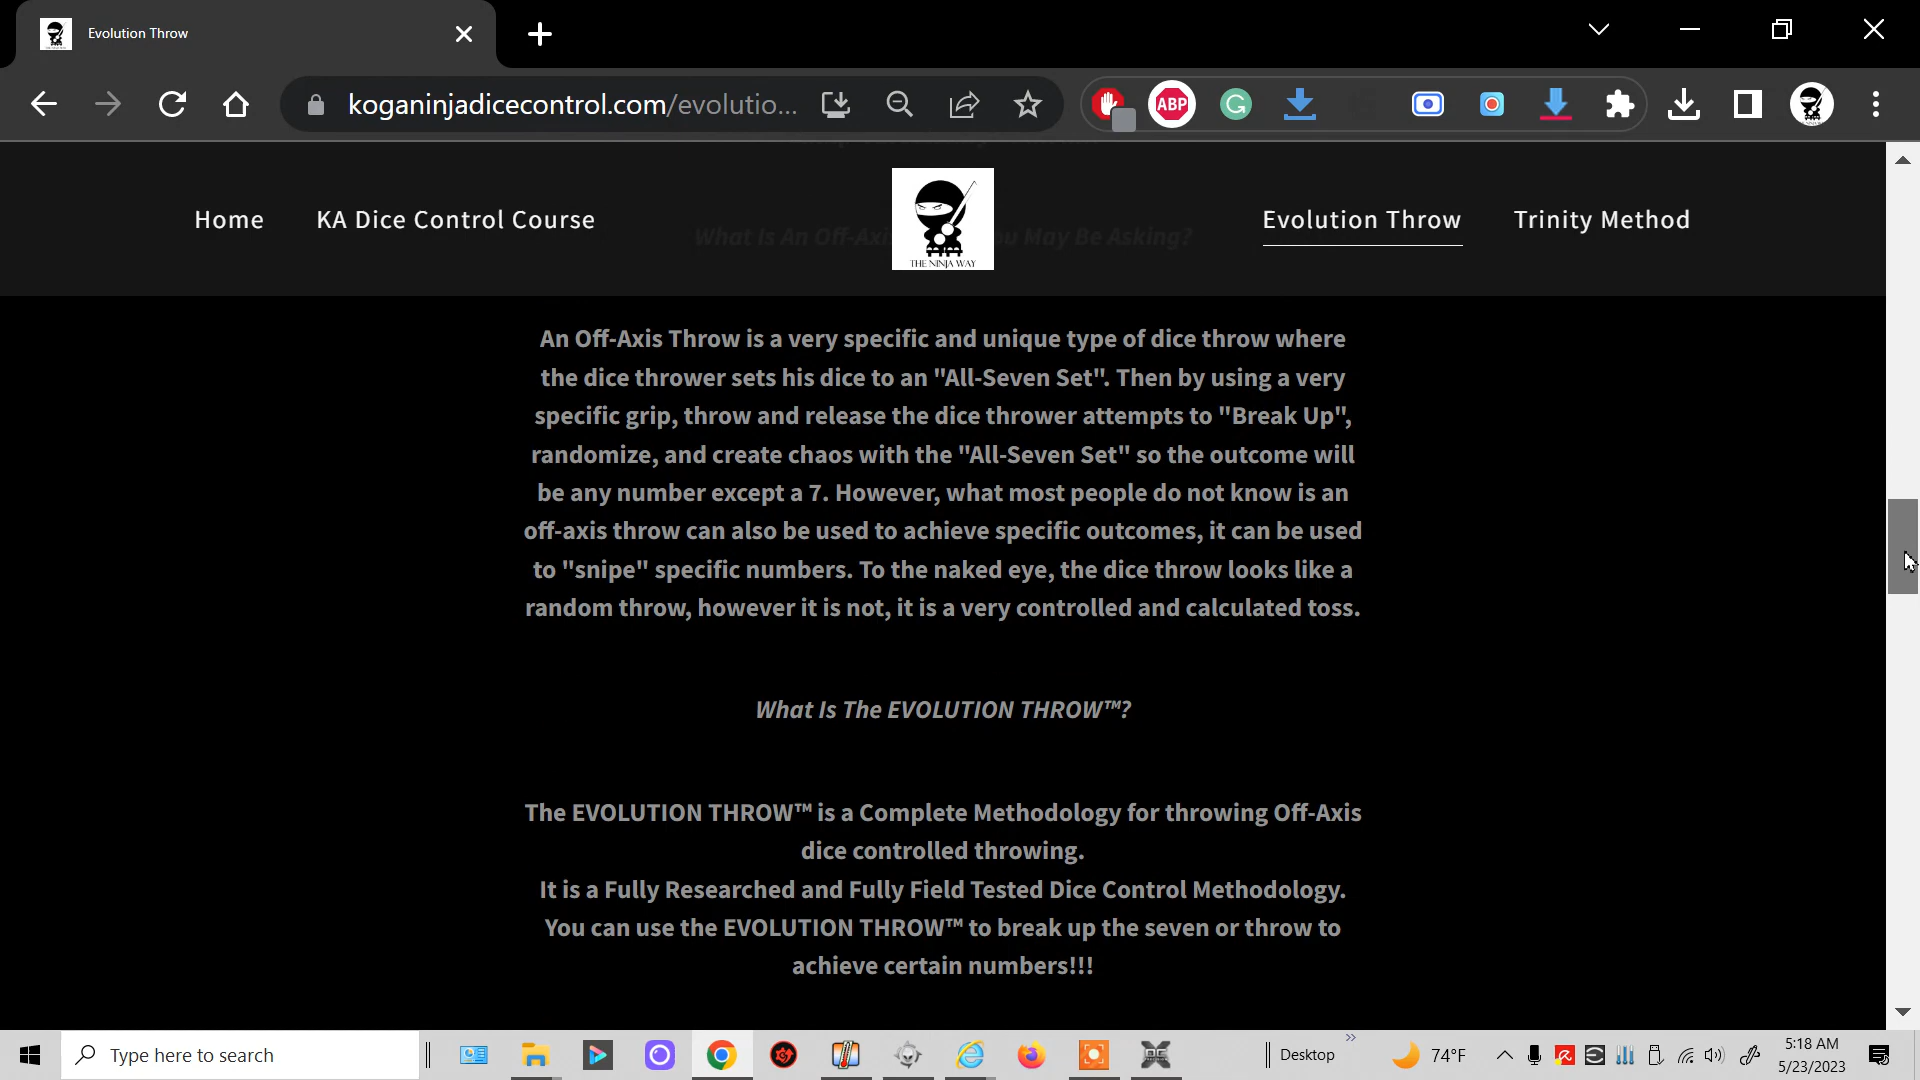 Evolution Throw
koganinjadicecontrol.com/evolutio...
ABP
Home
KA Dice Control Course
THE NINJA WAY
Evolution Throw
Trinity Method
What Is An Off-Axis
u May Be Asking?
An Off-Axis Throw is a very specific and unique type of dice throw where
the dice thrower sets his dice to an "All-Seven Set". Then by using a very
specific grip, throw and release the dice thrower attempts to "Break Up",
randomize, and create chaos with the "All-Seven Set" so the outcome will
be any number except a 7. However, what most people do not know is an
off-axis throw can also be used to achieve specific outcomes, it can be used
to "snipe" specific numbers. To the naked eye, the dice throw looks like a
random throw, however it is not, it is a very controlled and calculated toss.
What Is The EVOLUTION THROW™?
The EVOLUTION THROW™ is a Complete Methodology for throwing Off-Axis
dice controlled throwing.
It is a Fully Researched and Fully Field Tested Dice Control Methodology.
You can use the EVOLUTION THROW™ to break up the seven or throw to
achieve certain numbers!!!
Type here to search
Desktop
74°F
5:18 AM
5/23/2023